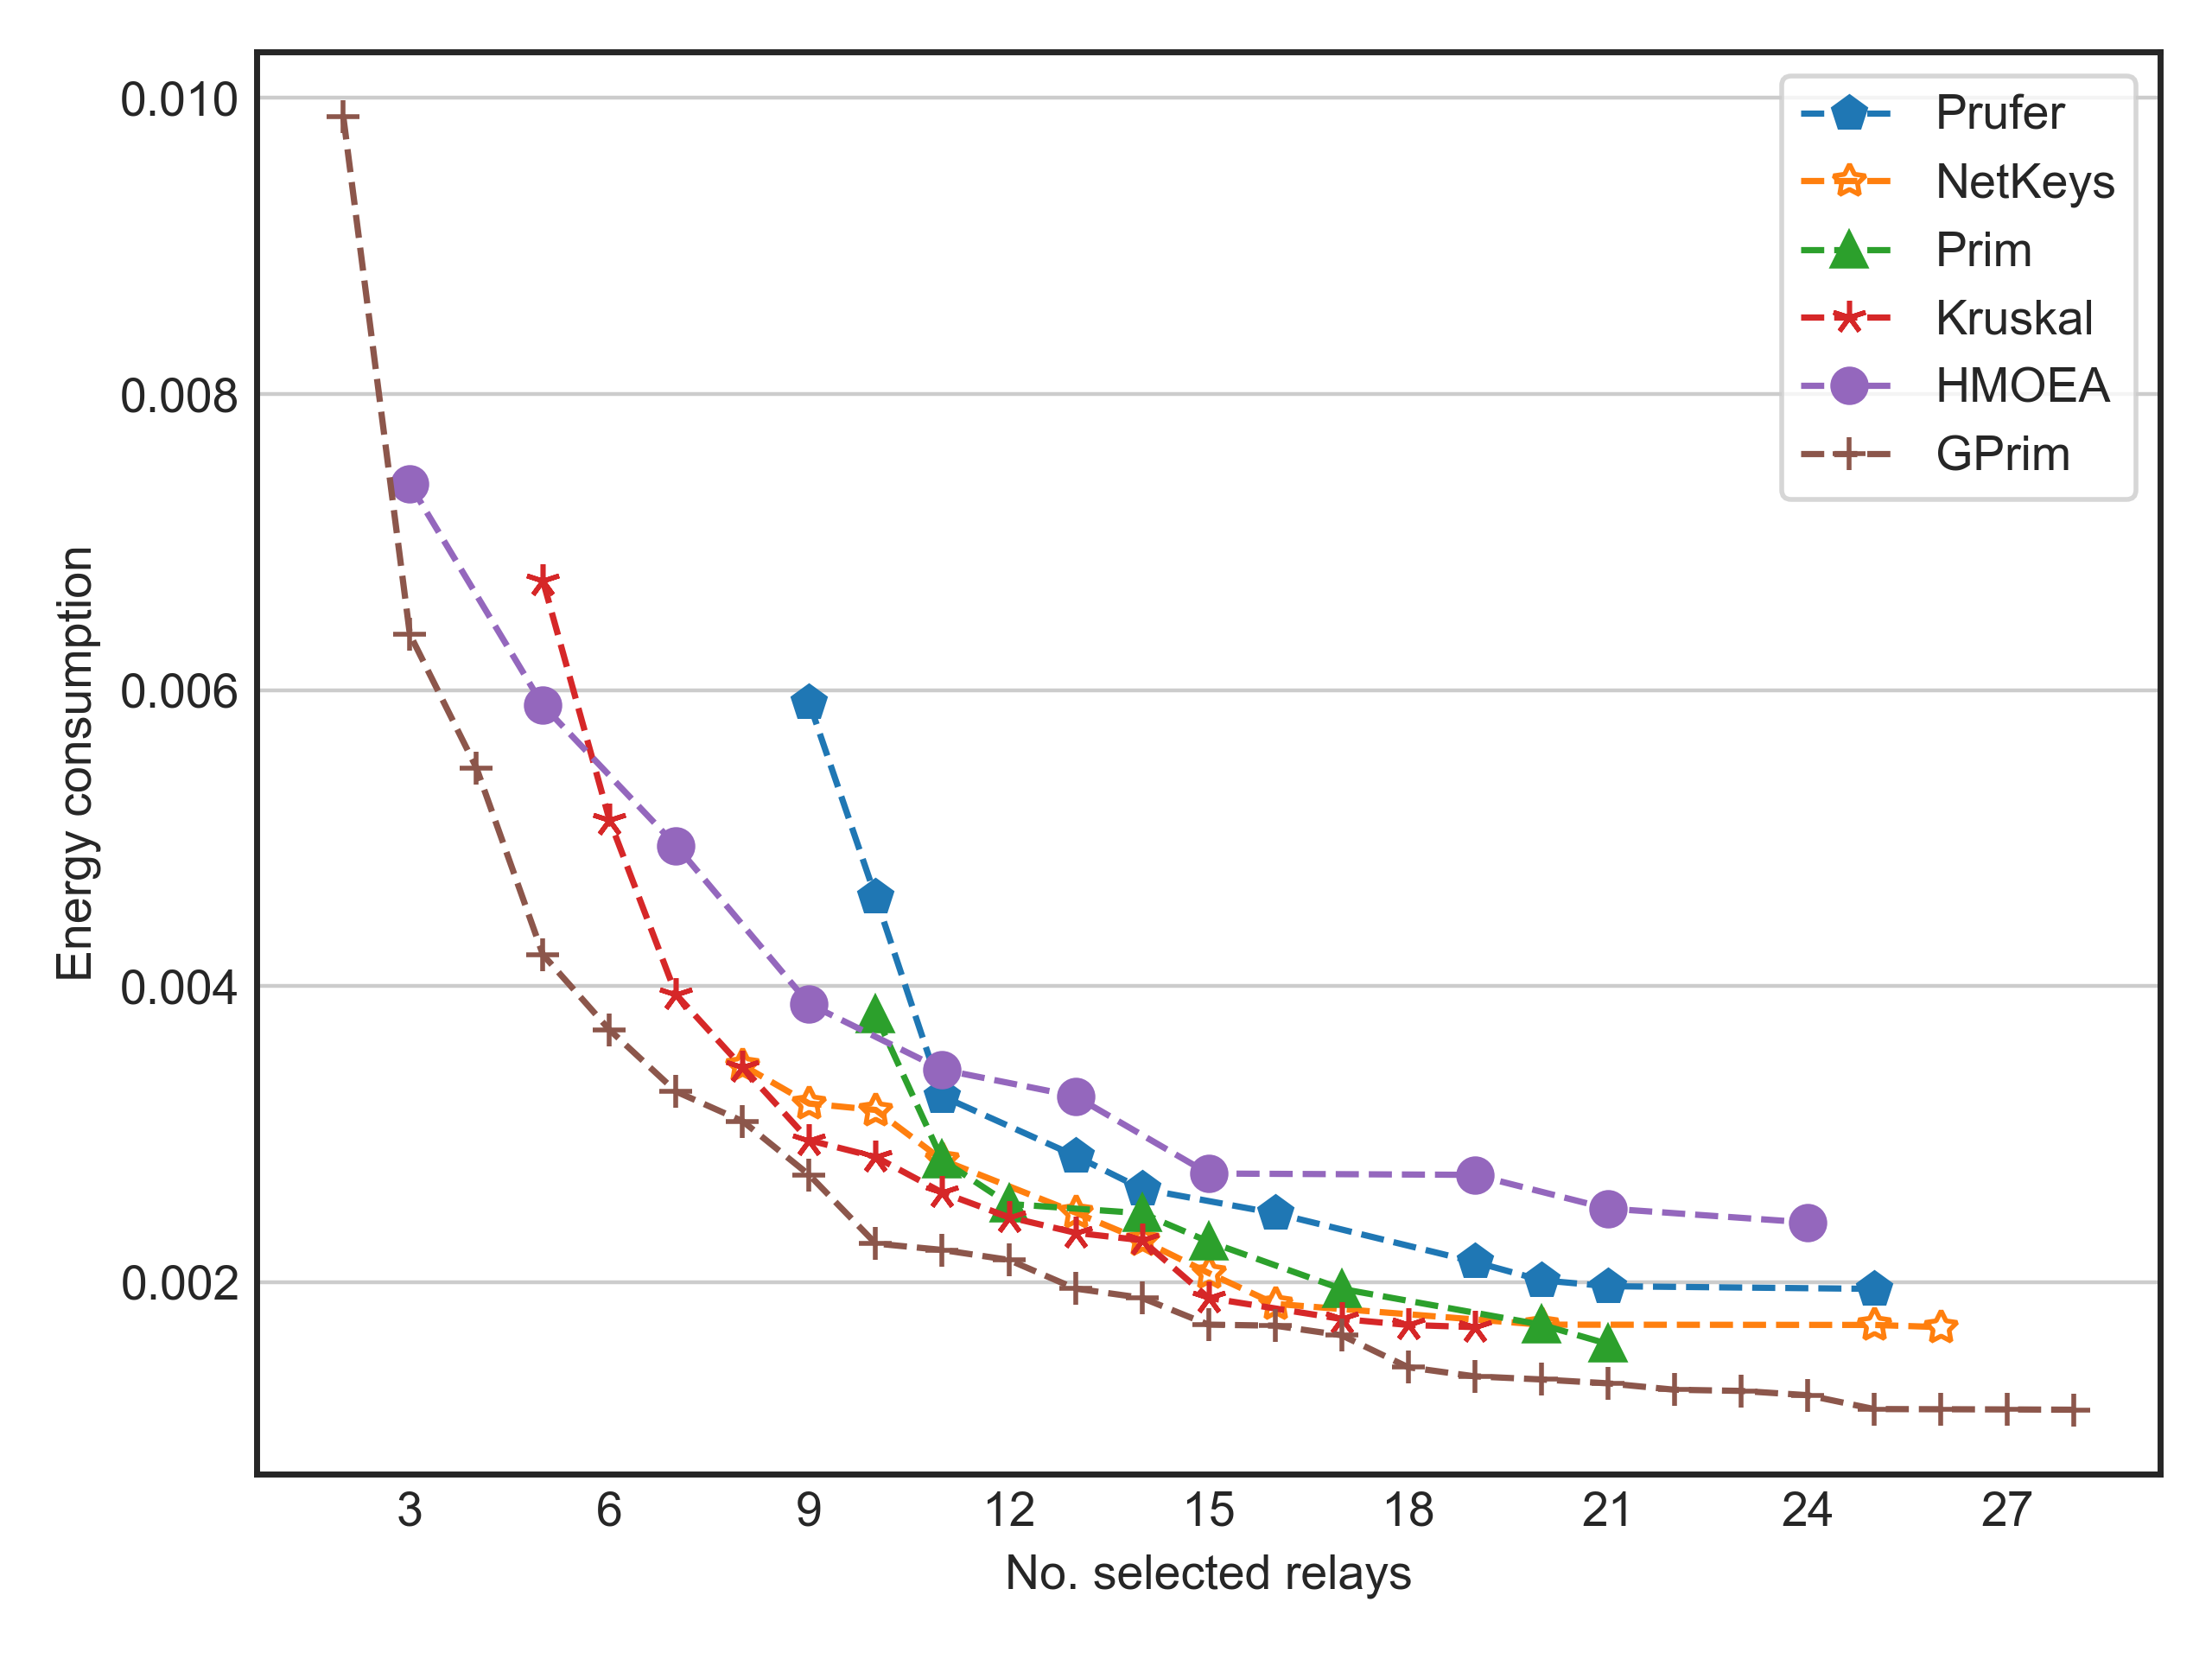 0.010
0.008
0.006
0.004
0.002
Energy consumption
3 6 9 12 15 18 21 24 27
No. selected relays
Prufer
NetKeys
Prim
Kruskal
HMOEA
GPrim